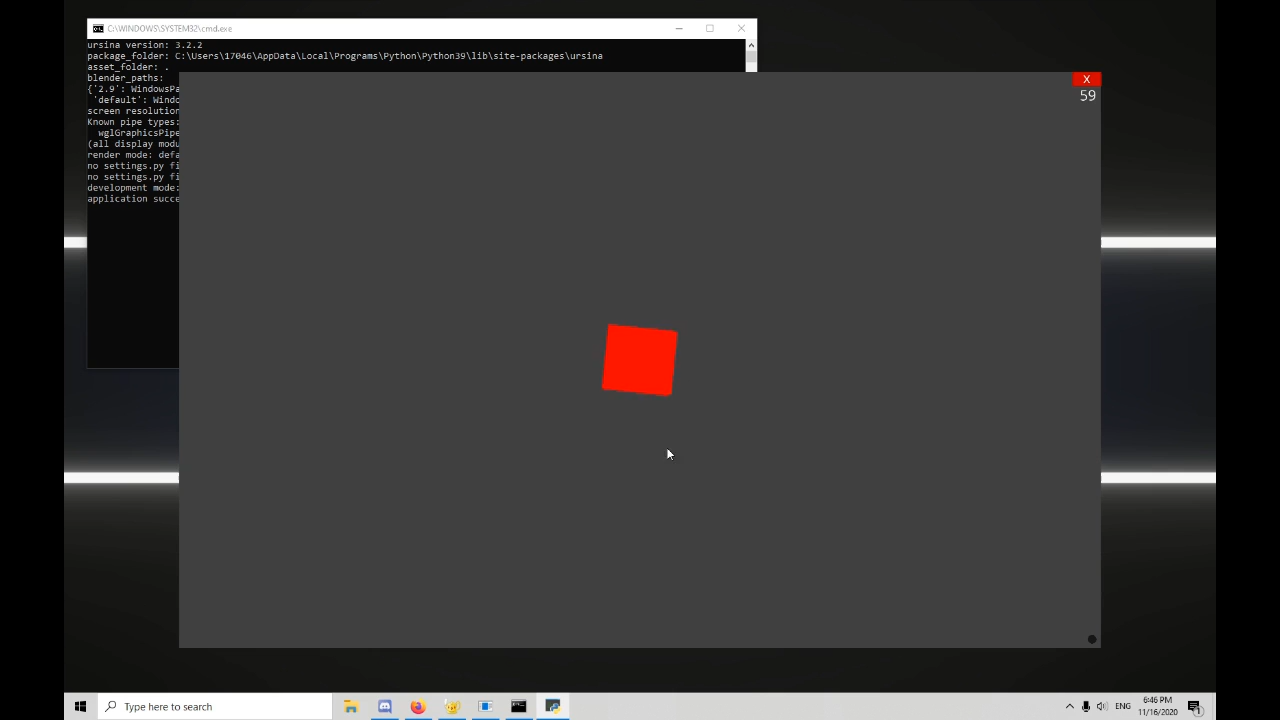 C:\WINDOWS\SYSTEM32\cmd.exe
ursina version: 3.2.2
package_folder: C:\Users\17046\AppData\Local\Programs\Python\Python39\lib\site-packages\ursina
asset_folder: .
blender_paths:
{'2.9': WindowsPa
'default': Windo
screen resolution
Known pipe types:
wglGraphicsPipe
(all display modu
render mode: defa
no settings.py fi
no settings.py fi
development mode:
application succe
X
59
Type here to search
ENG
6:46 PM
11/16/2020
1